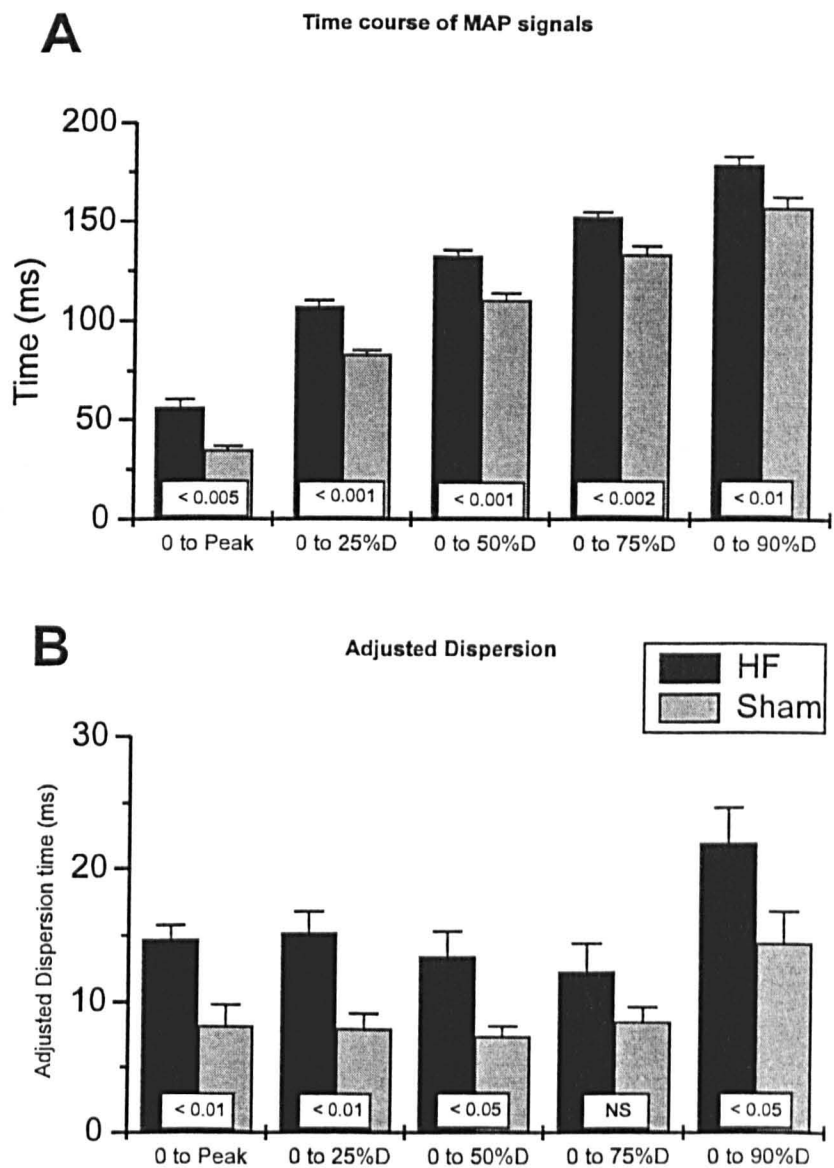 A
Time course of MAP signals
200
150
100
50
0
Time (ms)
< 0.005
< 0.001
< 0.001
< 0.002
< 0.01
0 to Peak
0 to 25%D
0 to 50%D
0 to 75%D
0 to 90%D
B
Adjusted Dispersion
HF
Sham
30
20
10
0
Adjusted Dispersion time (ms)
< 0.01
< 0.01
< 0.05
NS
< 0.05
0 to Peak
0 to 25%D
0 to 50%D
0 to 75%D
0 to 90%D